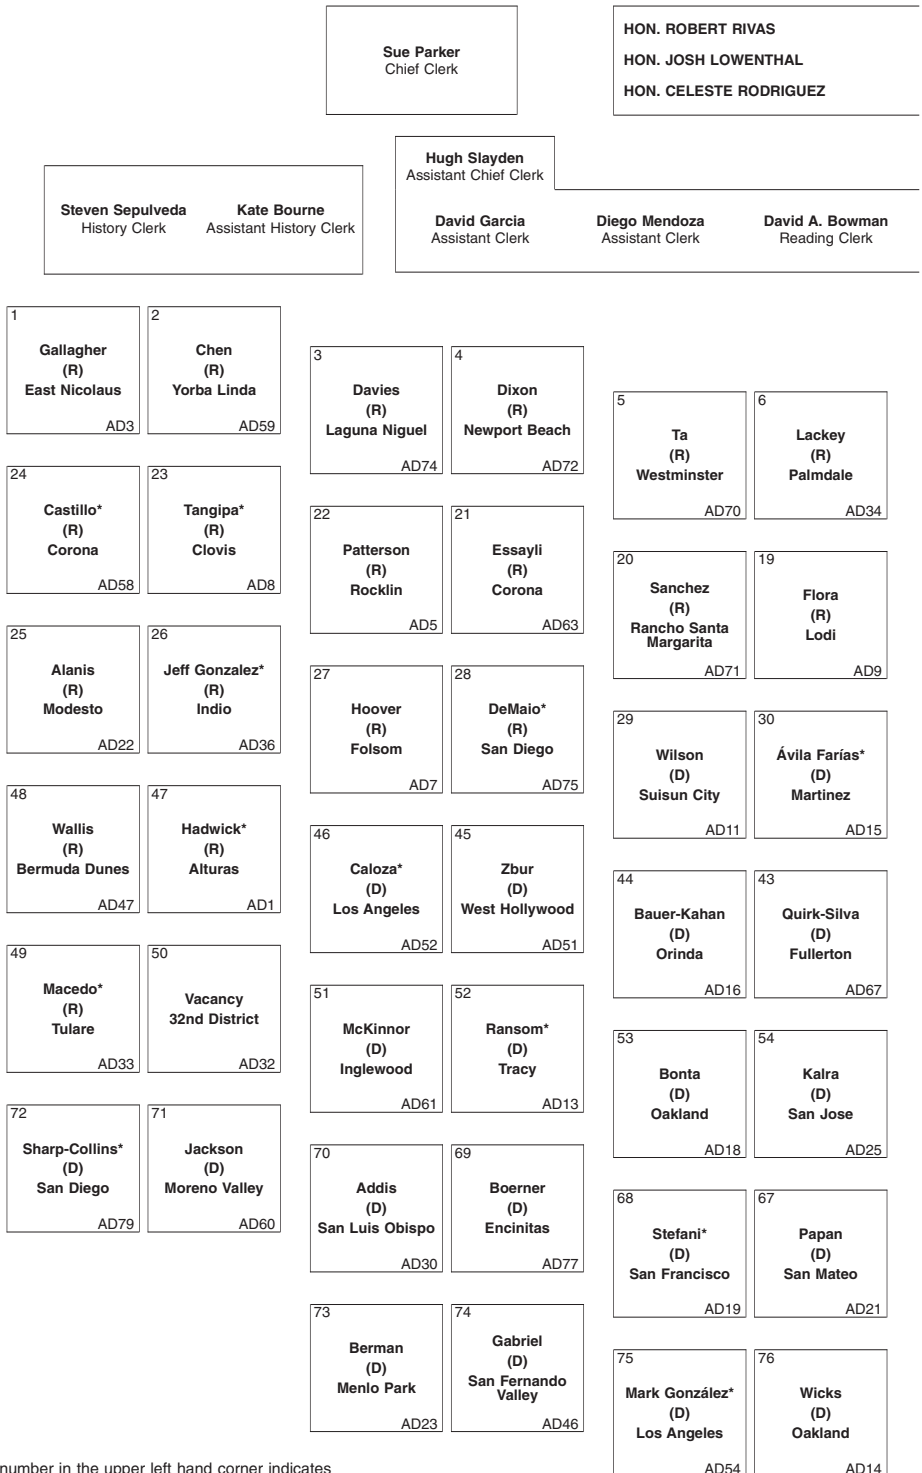 Sue Parker
Chief Clerk
HON. ROBERT RIVAS
HON. JOSH LOWENTHAL
HON. CELESTE RODRIGUEZ
Hugh Slayden
Assistant Chief Clerk
Steven Sepulveda
History Clerk
Kate Bourne
Assistant History Clerk
David Garcia
Assistant Clerk
Diego Mendoza
Assistant Clerk
David A. Bowman
Reading Clerk
1
Gallagher
(R)
East Nicolaus
AD3
2
Chen
(R)
Yorba Linda
AD59
3
Davies
(R)
Laguna Niguel
AD74
4
Dixon
(R)
Newport Beach
AD72
5
Ta
(R)
Westminster
AD70
6
Lackey
(R)
Palmdale
AD34
24
Castillo*
(R)
Corona
AD58
23
Tangipa*
(R)
Clovis
AD8
22
Patterson
(R)
Rocklin
AD5
21
Essayli
(R)
Corona
AD63
20
Sanchez
(R)
Rancho Santa
Margarita
AD71
19
Flora
(R)
Lodi
AD9
25
Alanis
(R)
Modesto
AD22
26
Jeff Gonzalez*
(R)
Indio
AD36
27
Hoover
(R)
Folsom
AD7
28
DeMaio*
(R)
San Diego
AD75
29
Wilson
(D)
Suisun City
AD11
30
Ávila Farías*
(D)
Martinez
AD15
48
Wallis
(R)
Bermuda Dunes
AD47
47
Hadwick*
(R)
Alturas
AD1
46
Caloza*
(D)
Los Angeles
AD52
45
Zbur
(D)
West Hollywood
AD51
44
Bauer-Kahan
(D)
Orinda
AD16
43
Quirk-Silva
(D)
Fullerton
AD67
49
Macedo*
(R)
Tulare
AD33
50
Vacancy
32nd District
AD32
51
McKinnor
(D)
Inglewood
AD61
52
Ransom*
(D)
Tracy
AD13
53
Bonta
(D)
Oakland
AD18
54
Kalra
(D)
San Jose
AD25
72
Sharp-Collins*
(D)
San Diego
AD79
71
Jackson
(D)
Moreno Valley
AD60
70
Addis
(D)
San Luis Obispo
AD30
69
Boerner
(D)
Encinitas
AD77
68
Stefani*
(D)
San Francisco
AD19
67
Papan
(D)
San Mateo
AD21
73
Berman
(D)
Menlo Park
AD23
74
Gabriel
(D)
San Fernando
Valley
AD46
75
Mark González*
(D)
Los Angeles
AD54
76
Wicks
(D)
Oakland
AD14
number in the upper left hand corner indicates